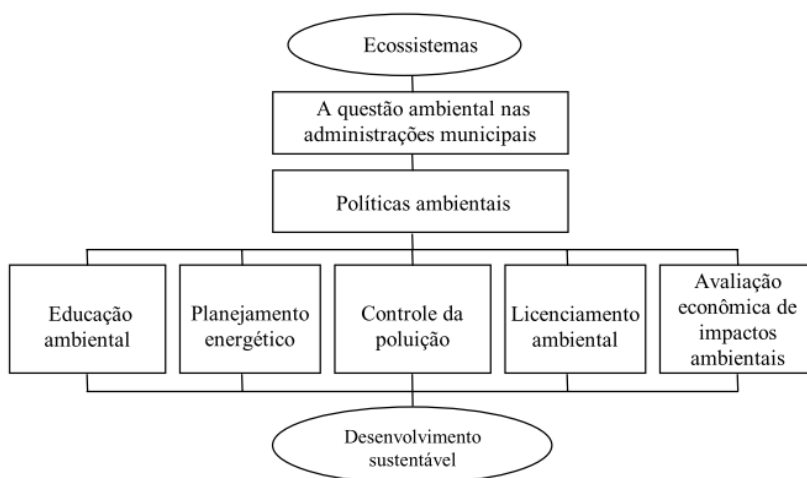 Ecossistemas
A questão ambiental nas
administrações municipais
Políticas ambientais
Educação
ambiental
Planejamento
energético
Controle da
poluição
Licenciamento
ambiental
Avaliação
econômica de
impactos
ambientais
Desenvolvimento
sustentável